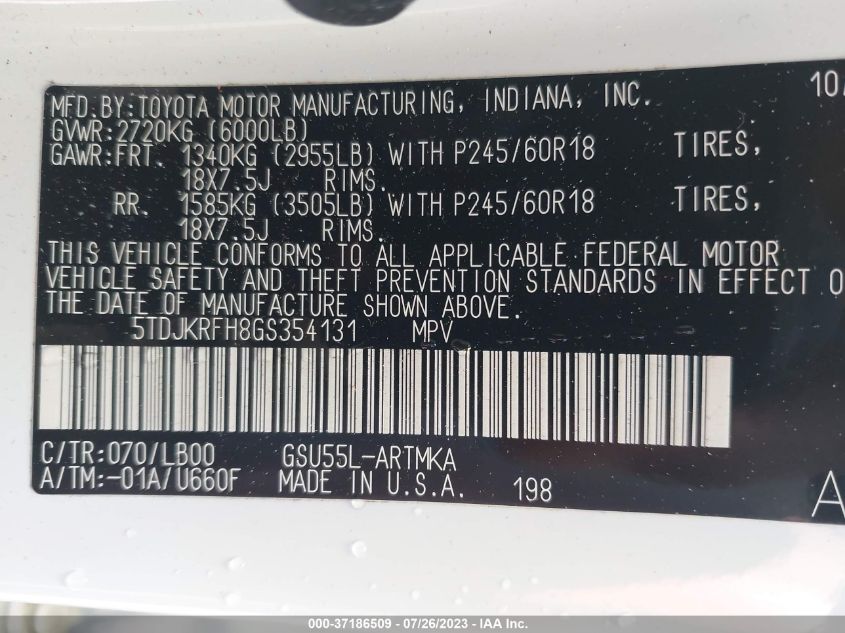 MFD.BY:TOYOTA MOTOR MANUFACTURING, INDIANA, INC. 10/
GVWR:2720KG (6000LB)
GAWR:FRT. 1340KG (2955LB) WITH P245/60R18 TIRES,
18X7.5J RIMS.
RR. 1585KG (3505LB) WITH P245/60R18 TIRES,
18X7.5J RIMS.
THIS VEHICLE CONFORMS TO ALL APPLICABLE FEDERAL MOTOR
VEHICLE SAFETY AND THEFT PREVENTION STANDARDS IN EFFECT O
THE DATE OF MANUFACTURE SHOWN ABOVE.
5TDJKRFH8GS354131 MPV
C/TR:070/LB00 GSU55L-ARTMKA
A/TM:-01A/U660F MADE IN U.S.A. 198 A
000-37186509 - 07/26/2023 - IAA Inc.